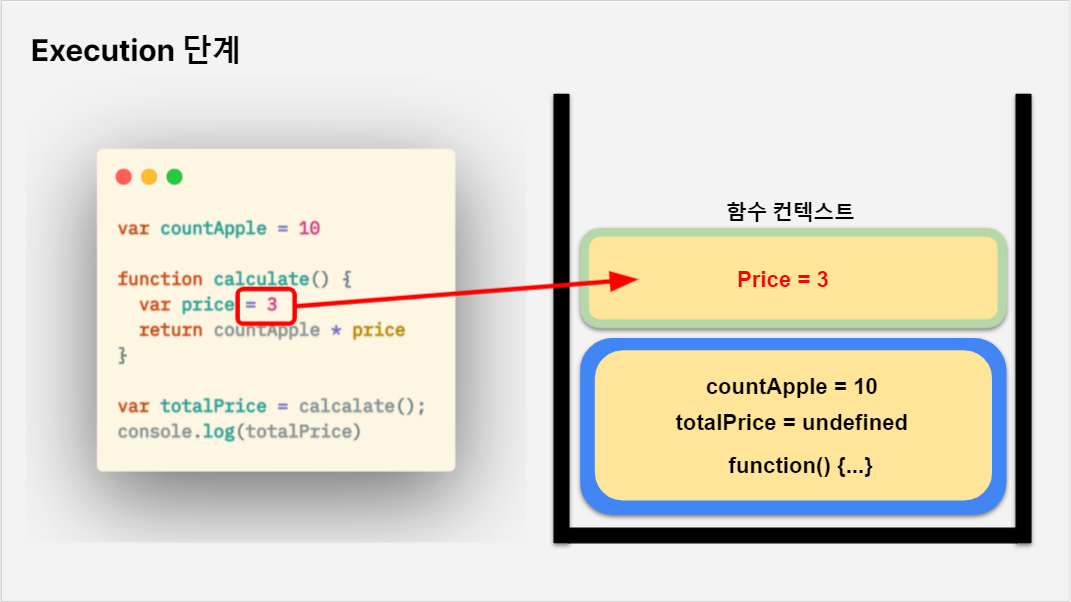 Execution 단계
var countApple = 10
function calculate() {
var price = 3
return countApple * price
}
var totalPrice = calcalate();
console.log(totalPrice)
함수 컨텍스트
Price = 3
countApple = 10
totalPrice = undefined
function() {...}